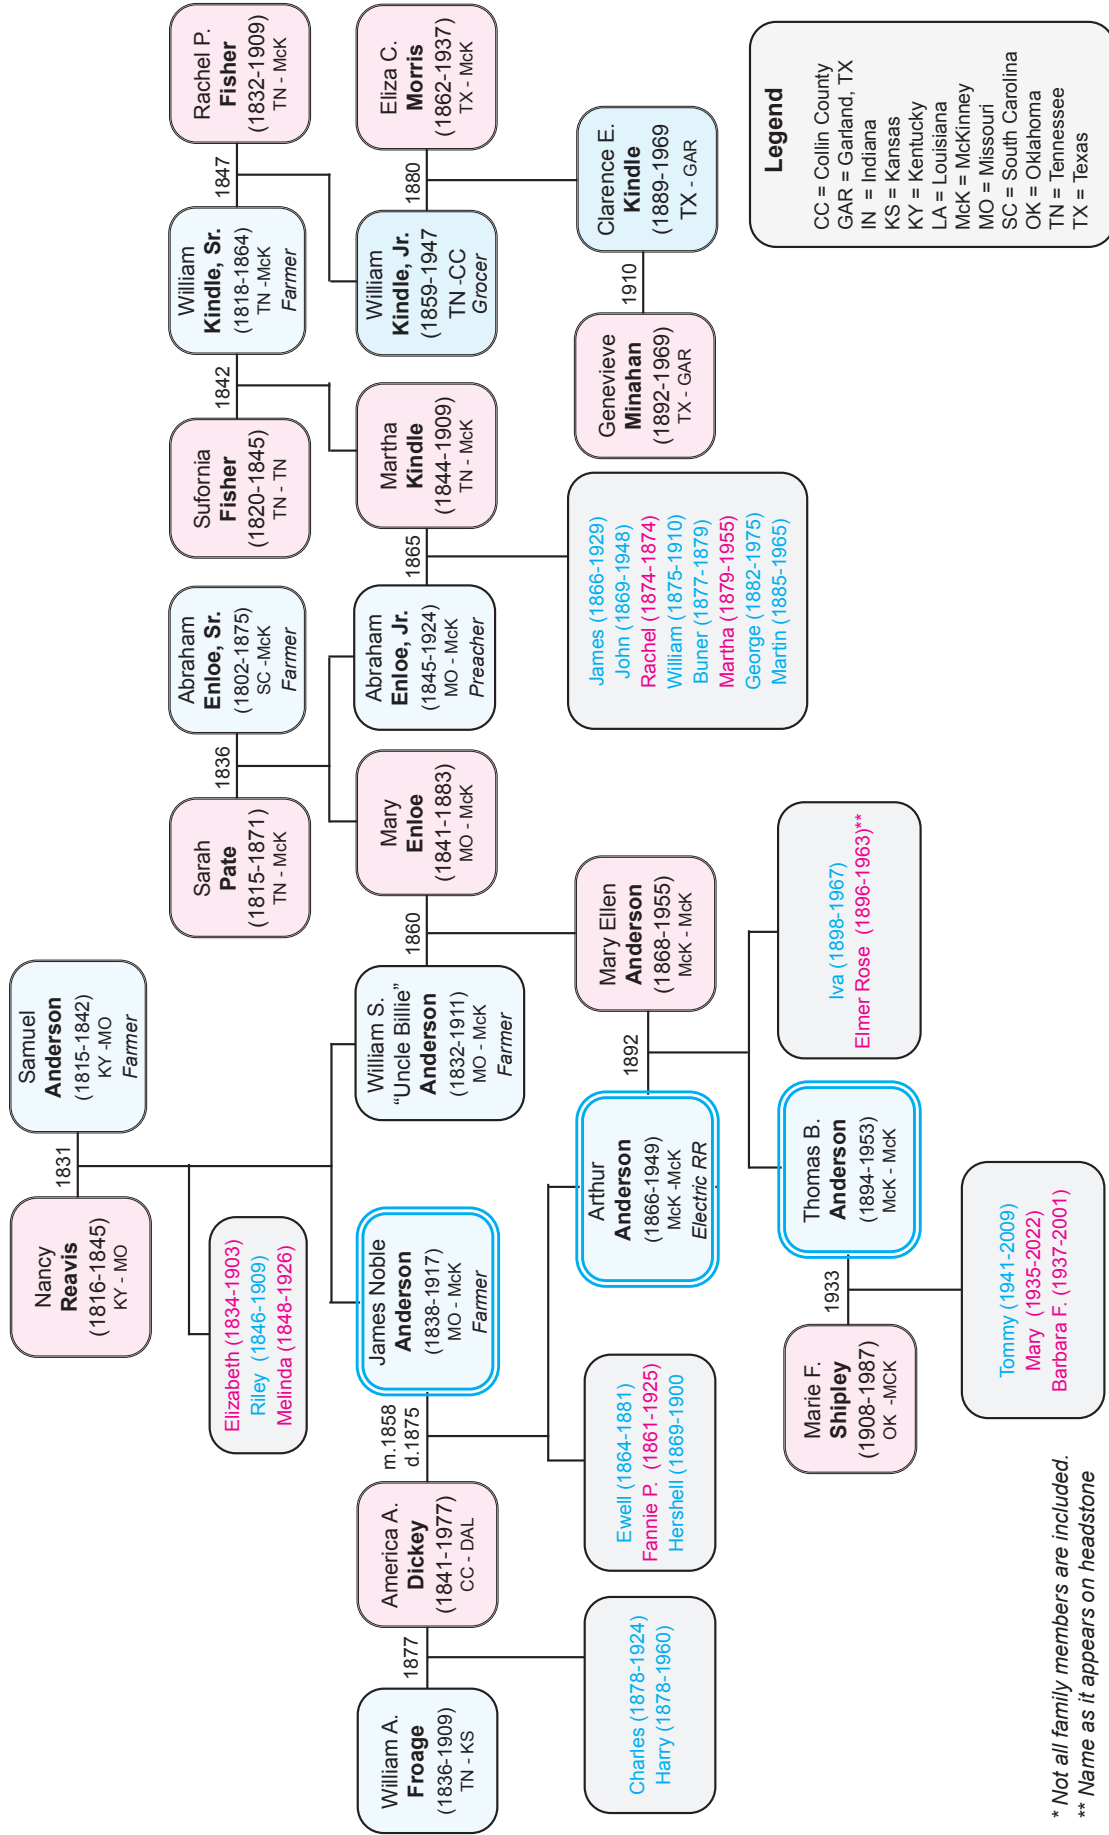 Nancy
Reavis
(1816-1845)
KY - MO
1831
Samuel
Anderson
(1815-1842)
KY -MO
Farmer
Sarah
Pate
(1815-1871)
TN - McK
1836
Abraham
Enloe, Sr.
(1802-1875)
SC -McK
Farmer
Sufornia
Fisher
(1820-1845)
TN - TN
1842
William
Kindle, Sr.
(1818-1864)
TN -McK
Farmer
1847
Rachel P.
Fisher
(1832-1909)
TN - McK
Elizabeth (1834-1903)
Riley (1846-1909)
Melinda (1848-1926)
William A.
Froage
(1836-1909)
TN - KS
1877
America A.
Dickey
(1841-1977)
CC - DAL
m.1858
d.1875
James Noble
Anderson
(1838-1917)
MO - McK
Farmer
William S.
“Uncle Billie”
Anderson
(1832-1911)
MO - McK
Farmer
1860
Mary
Enloe
(1841-1883)
MO - McK
Abraham
Enloe, Jr.
(1845-1924)
MO - McK
Preacher
1865
Martha
Kindle
(1844-1909)
TN - McK
William
Kindle, Jr.
(1859-1947)
TN -CC
Grocer
1880
Eliza C.
Morris
(1862-1937)
TX - McK
Charles (1878-1924)
Harry (1878-1960)
Ewell (1864-1881)
Fannie P. (1861-1925)
Hershell (1869-1900
Arthur
Anderson
(1866-1949)
McK -McK
Electric RR
1892
Mary Ellen
Anderson
(1868-1955)
McK - McK
James (1866-1929)
John (1869-1948)
Rachel (1874-1874)
William (1875-1910)
Buner (1877-1879)
Martha (1879-1955)
George (1882-1975)
Martin (1885-1965)
Genevieve
Minahan
(1892-1969)
TX - GAR
1910
Clarence E.
Kindle
(1889-1969
TX - GAR
Marie F.
Shipley
(1908-1987)
OK -MCK
1933
Thomas B.
Anderson
(1894-1953)
McK - McK
Iva (1898-1967)
Elmer Rose (1896-1963)**
Tommy (1941-2009)
Mary (1935-2022)
Barbara F. (1937-2001)
Legend
CC = Collin County
GAR = Garland, TX
IN = Indiana
KS = Kansas
KY = Kentucky
LA = Louisiana
McK = McKinney
MO = Missouri
SC = South Carolina
OK = Oklahoma
TN = Tennessee
TX = Texas
* Not all family members are included.
** Name as it appears on headstone